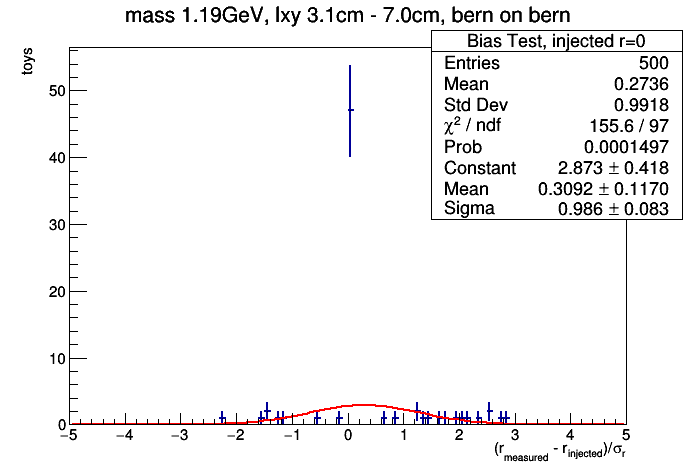 mass 1.19GeV, lxy 3.1cm - 7.0cm, bern on bern
Bias Test, injected r=0
Entries 500
Mean 0.2736
Std Dev 0.9918
χ² / ndf 155.6 / 97
Prob 0.0001497
Constant 2.873 ± 0.418
Mean 0.3092 ± 0.1170
Sigma 0.986 ± 0.083
toys
50
40
30
20
10
0
−5 −4 −3 −2 −1 0 1 2 3 4 5
(r_measured - r_injected)/σ_r